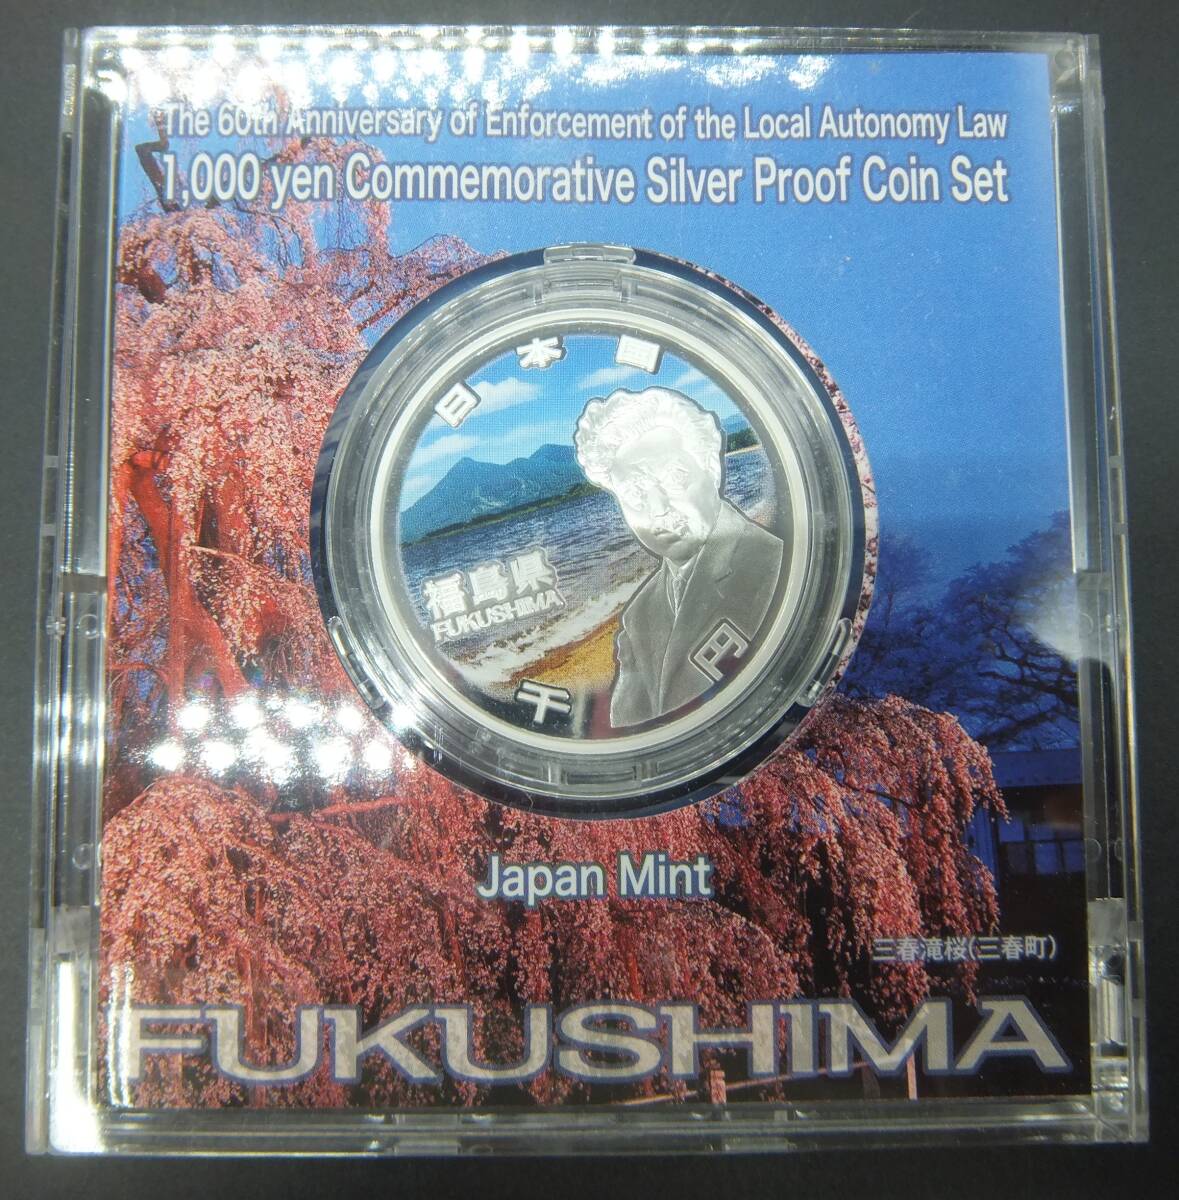 The 60th Anniversary of Enforcement of the Local Autonomy Law
1,000 yen Commemorative Silver Proof Coin Set
日本国
福島県
FUKUSHIMA
千円
Japan Mint
三春滝桜(三春町)
FUKUSHIMA